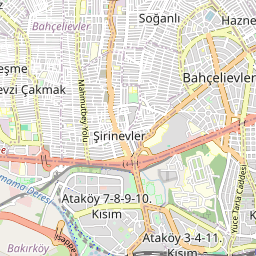 Bahçelievler
Soğanlı
Hazne
Bahçelievler
eşme
evzi Çakmak
Mahmutbey Yolu
Şirinevler
Ataköy 7-8-9-10.
Kısım
Ataköy 3-4-11.
Kısım
Yüce Tarla Caddesi
Bakırköy